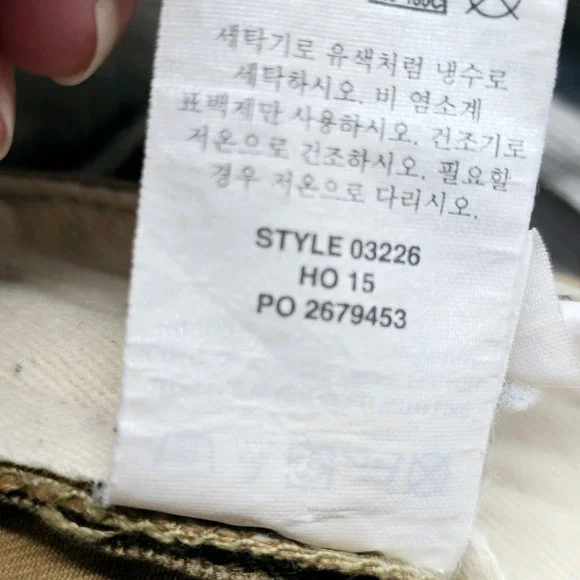 세탁기로 유색처럼 냉수로
세탁하시오. 비 염소계
표백제만 사용하시오. 건조기로
저온으로 건조하시오. 필요할
경우 저온으로 다리시오.
STYLE 03226
HO 15
PO 2679453